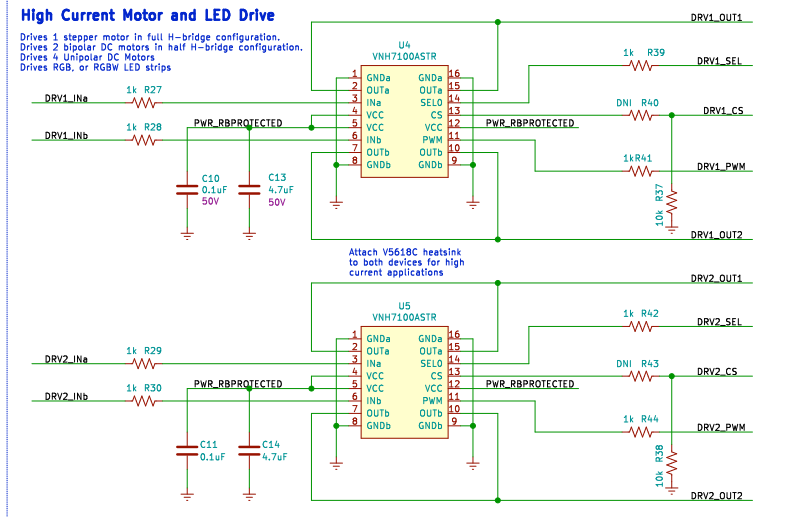 High Current Motor and LED Drive
Drives 1 stepper motor in full H-bridge configuration.
Drives 2 bipolar DC motors in half H-bridge configuration.
Drives 4 Unipolar DC Motors
Drives RGB, or RGBW LED strips
DRV1_OUT1
U4
VNH7100ASTR
1k R39
DRV1_SEL
1 GNDa GNDa 16
2 OUTa OUTa 15
3 INa SEL0 14
4 VCC CS 13
5 VCC VCC 12
6 INb PWM 11
7 OUTb OUTb 10
8 GNDb GNDb 9
DRV1_INa
1k R27
DNI R40
DRV1_CS
DRV1_INb
1k R28
PWR_RBPROTECTED
PWR_RBPROTECTED
1kR41
DRV1_PWM
C10
0.1uF
50V
C13
4.7uF
50V
10k R37
DRV1_OUT2
Attach V5618C heatsink
to both devices for high
current applications
DRV2_OUT1
U5
VNH7100ASTR
1k R42
DRV2_SEL
1 GNDa GNDa 16
2 OUTa OUTa 15
3 INa SEL0 14
4 VCC CS 13
5 VCC VCC 12
6 INb PWM 11
7 OUTb OUTb 10
8 GNDb GNDb 9
DRV2_INa
1k R29
DNI R43
DRV2_CS
DRV2_INb
1k R30
PWR_RBPROTECTED
PWR_RBPROTECTED
1k R44
DRV2_PWM
C11
0.1uF
C14
4.7uF
10k R38
DRV2_OUT2